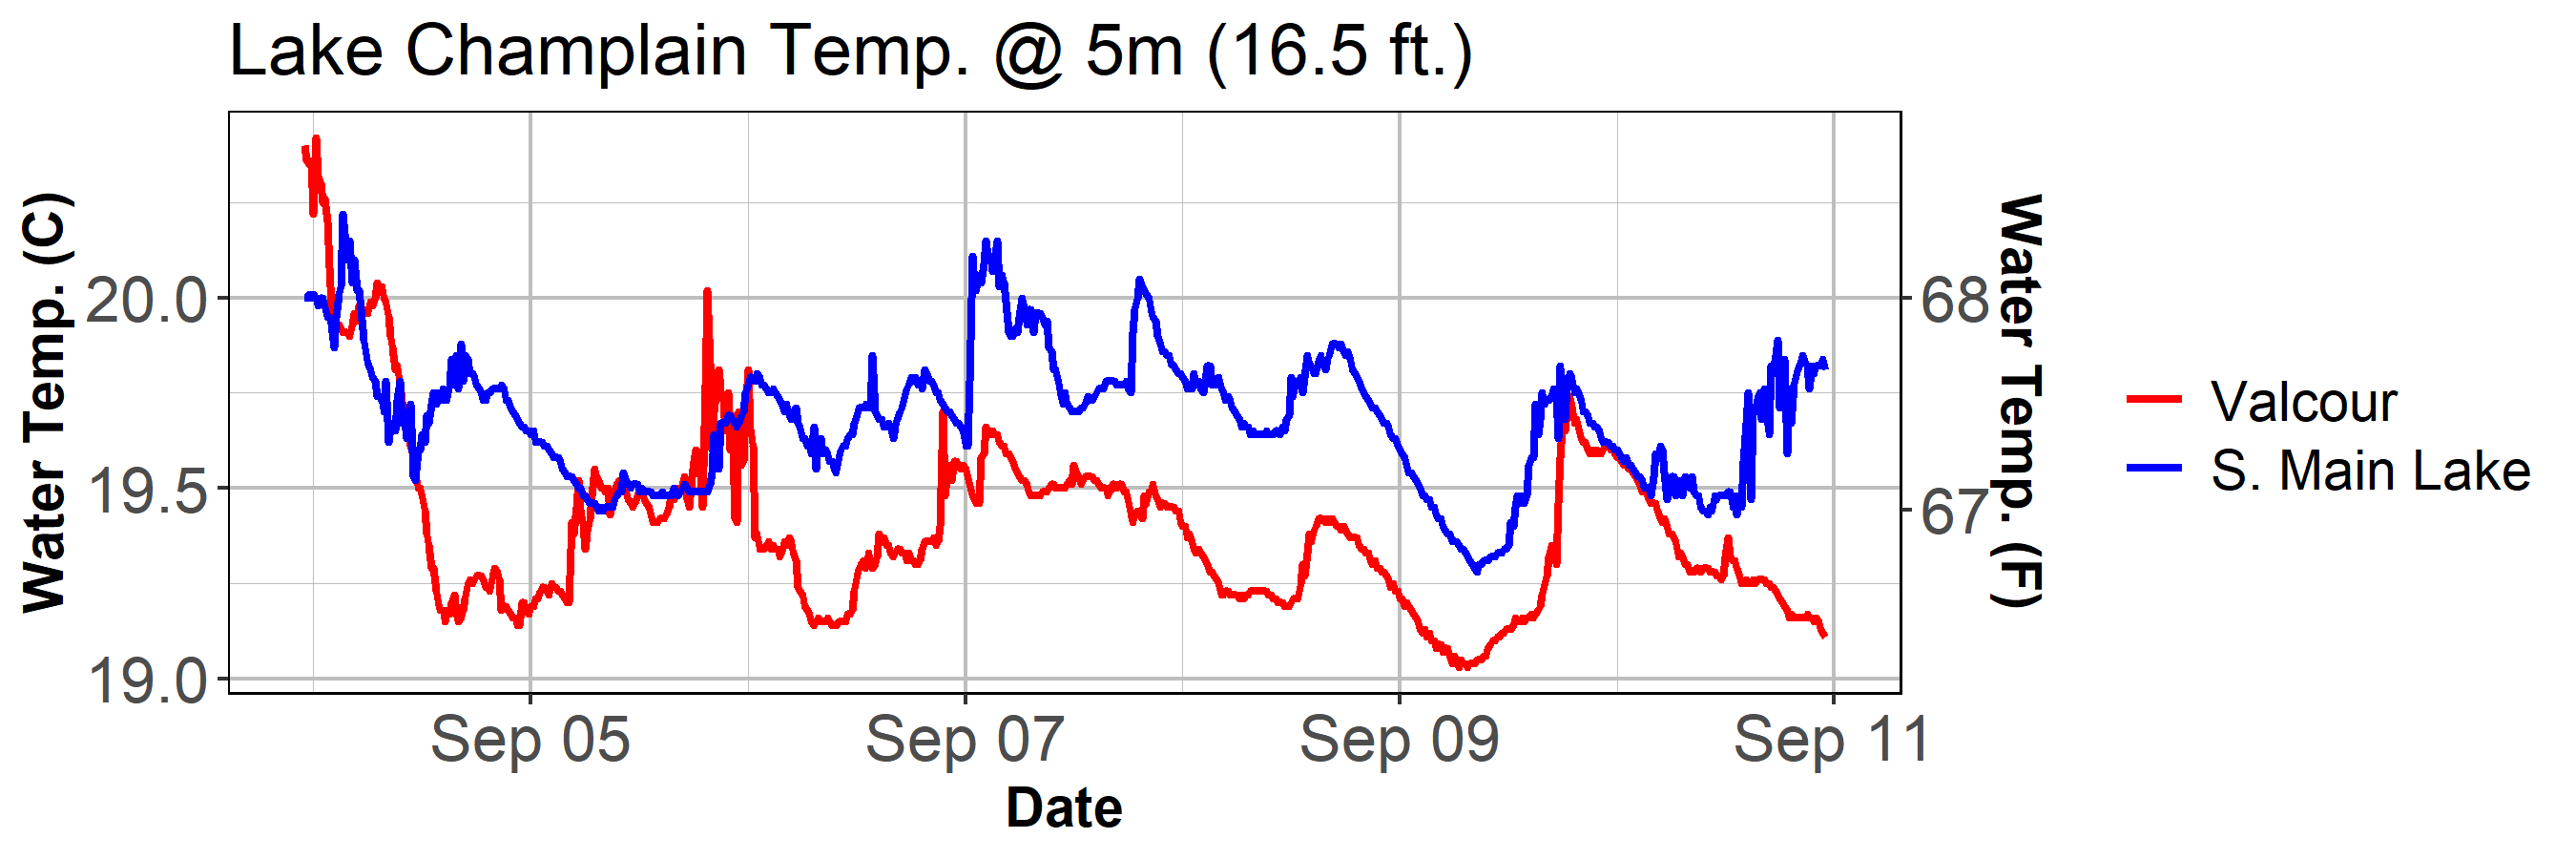 Lake Champlain Temp. @ 5m (16.5 ft.)
Water Temp. (C)
20.0
19.5
19.0
68
67
Water Temp. (F)
Sep 05 Sep 07 Sep 09 Sep 11
Date
Valcour
S. Main Lake